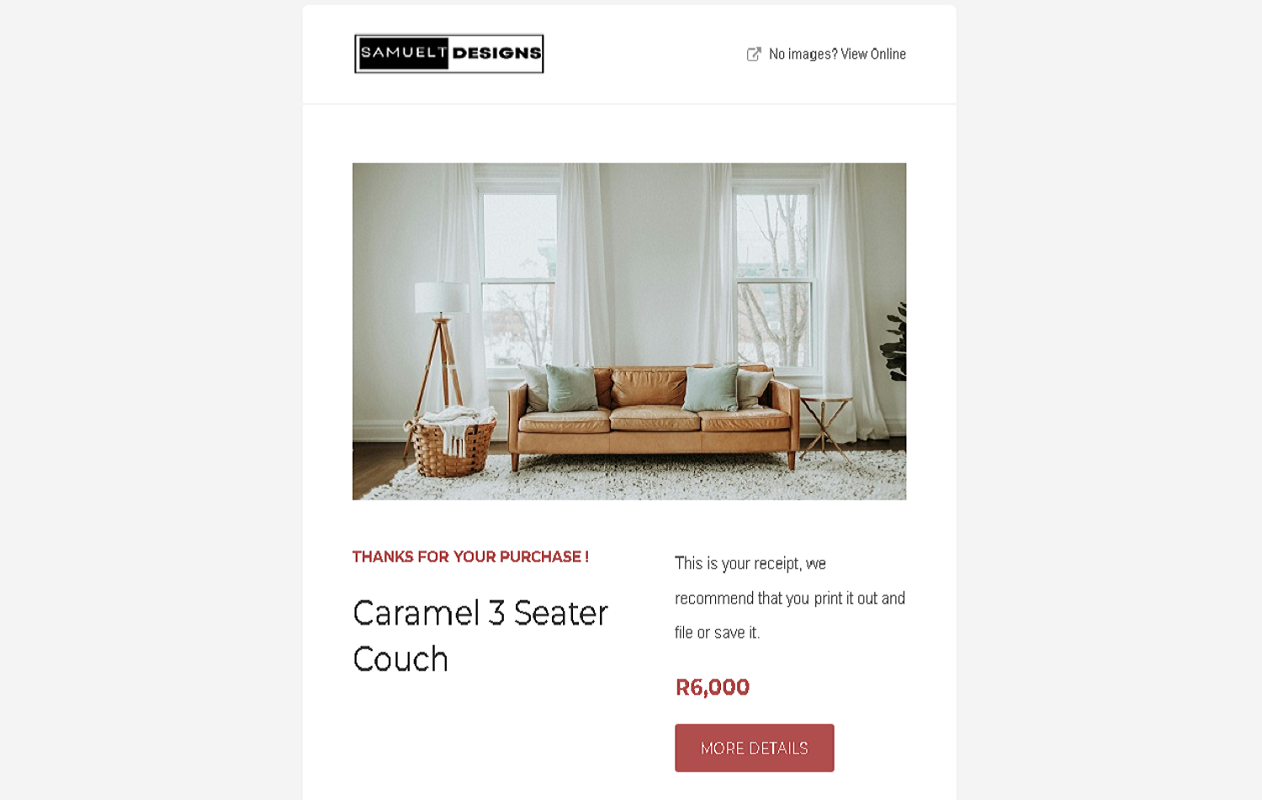 SAMUELT DESIGNS
No images? View Online
THANKS FOR YOUR PURCHASE !
Caramel 3 Seater
Couch
This is your receipt, we
recommend that you print it out and
file or save it.
R6,000
MORE DETAILS